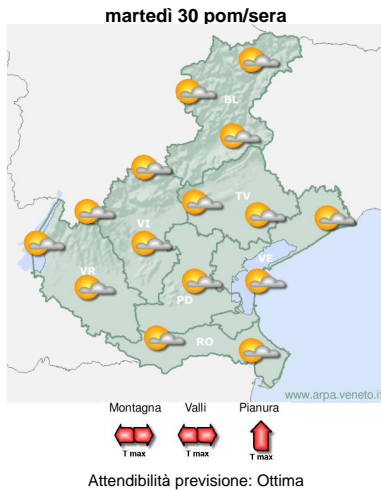 martedì 30 pom/sera
BL
TV
VI
VE
VR
PD
RO
www.arpa.veneto.it
Montagna Valli Pianura
T max T max T max
Attendibilità previsione: Ottima